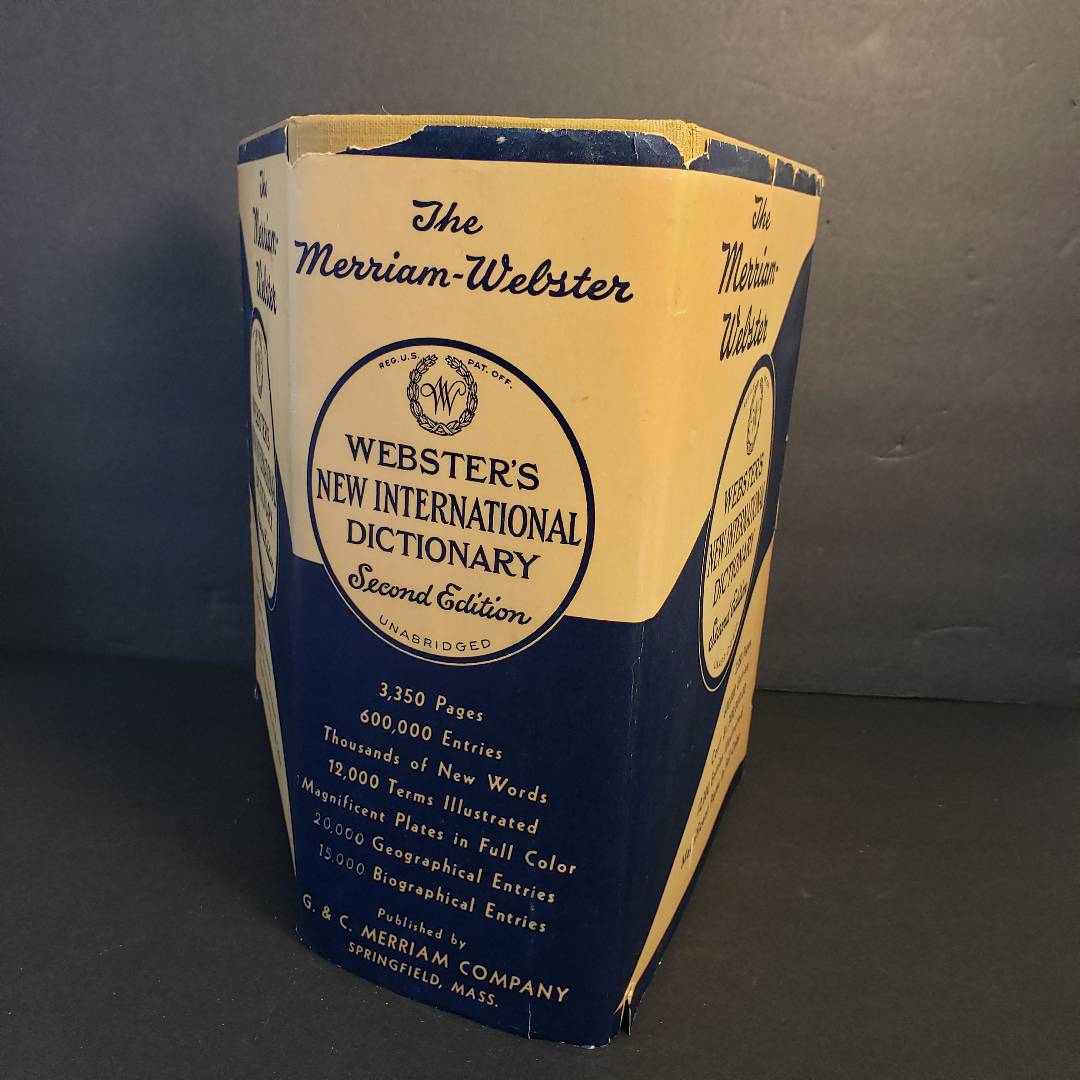 The
Merriam-Webster
REG. U.S. PAT. OFF.
W
WEBSTER'S
NEW INTERNATIONAL
DICTIONARY
Second Edition
UNABRIDGED
3,350 Pages
600,000 Entries
Thousands of New Words
12,000 Terms Illustrated
Magnificent Plates in Full Color
20,000 Geographical Entries
15,000 Biographical Entries
Published by
G. & C. MERRIAM COMPANY
SPRINGFIELD, MASS.
The
Merriam-
Webster
The
Merriam-
Webster
WEBSTER'S
NEW INTERNATIONAL
DICTIONARY
Second Edition